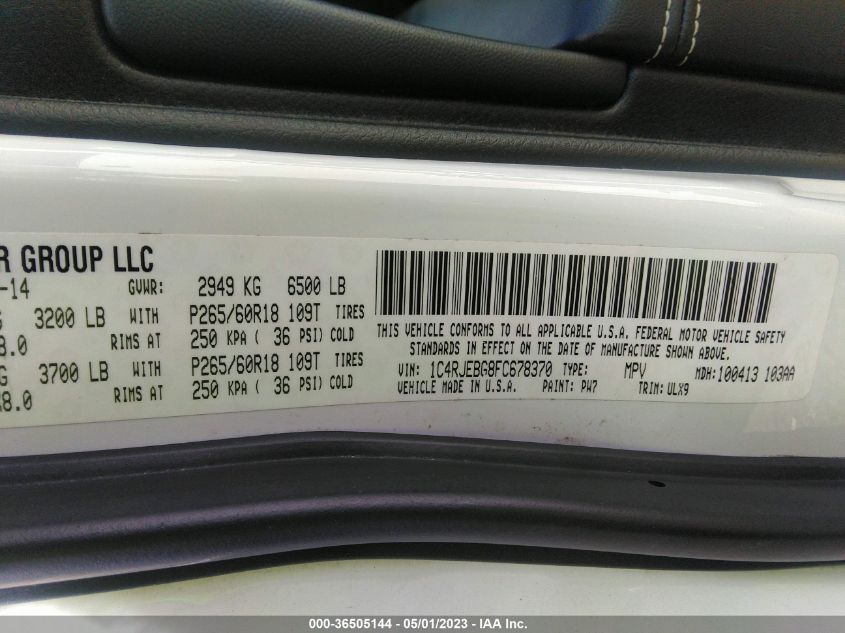 R GROUP LLC
-14 GVWR: 2949 KG 6500 LB
G 3200 LB WITH P265/60R18 109T TIRES
8.0 RIMS AT 250 KPA ( 36 PSI) COLD
G 3700 LB WITH P265/60R18 109T TIRES
X8.0 RIMS AT 250 KPA ( 36 PSI) COLD
THIS VEHICLE CONFORMS TO ALL APPLICABLE U.S.A. FEDERAL MOTOR VEHICLE SAFETY
STANDARDS IN EFFECT ON THE DATE OF MANUFACTURE SHOWN ABOVE.
VIN: 1C4RJEBG8FC678370 TYPE: MPV MDH: 100413 103AA
VEHICLE MADE IN U.S.A. PAINT: PW7 TRIM: ULX9
000-36505144 - 05/01/2023 - IAA Inc.